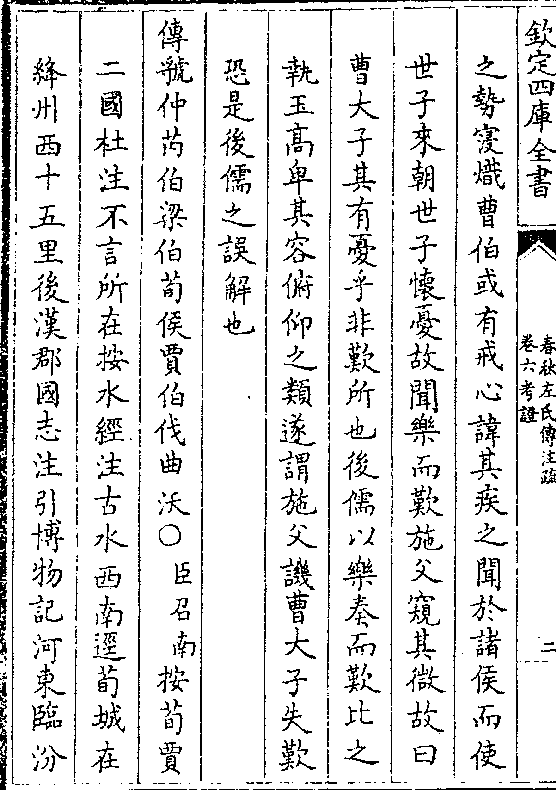 欽定四庫全書
春秋左氏傳注疏
卷六考證
二
之勢寖熾曹伯或有戒心諱其疾之聞於諸侯而使
世子來朝世子懷憂故聞樂而歎施父窺其微故曰
曹大子其有憂乎非歎所也後儒以樂奏而歎比之
執玉高卑其容俯仰之類遂謂施父譏曹大子失歎
恐是後儒之誤解也
傳虢仲芮伯梁伯荀侯賈伯伐曲沃○臣召南按荀賈
二國杜注不言所在按水經注古水西南逕荀城在
絳州西十五里後漢郡國志注引博物記河東臨汾